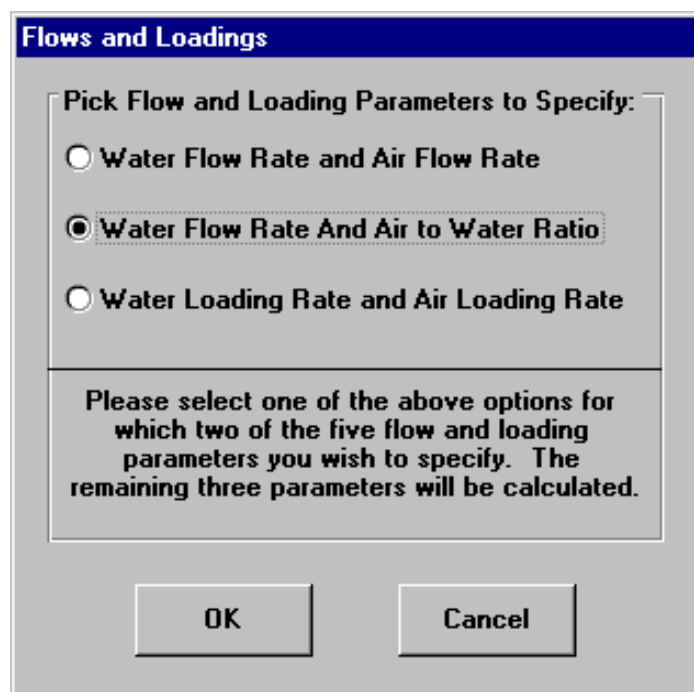 Flows and Loadings
Pick Flow and Loading Parameters to Specify:
Water Flow Rate and Air Flow Rate
Water Flow Rate And Air to Water Ratio
Water Loading Rate and Air Loading Rate
Please select one of the above options for
which two of the five flow and loading
parameters you wish to specify. The
remaining three parameters will be calculated.
OK Cancel